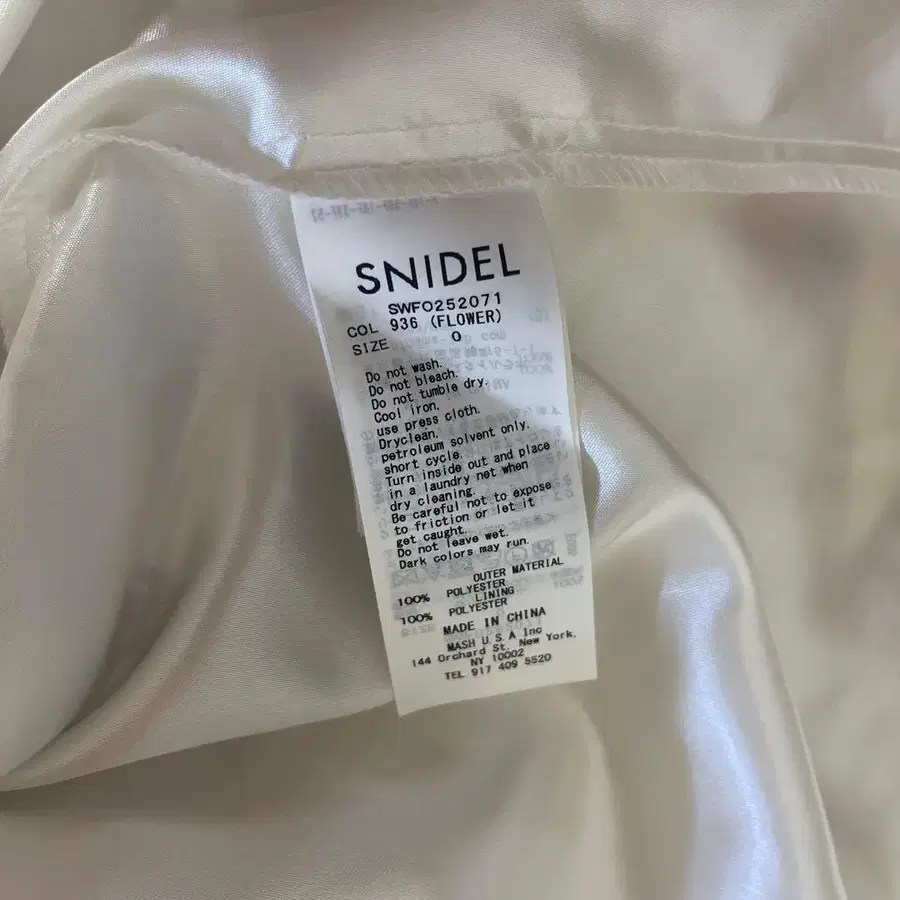 SNIDEL
SWFO252071
COL 936 (FLOWER)
SIZE 0
Do not wash.
Do not bleach.
Do not tumble dry.
Cool iron,
use press cloth.
Dryclean,
petroleum solvent only.
short cycle.
Turn inside out and place
in a laundry net when
dry cleaning.
Be careful not to expose
to friction or let it
get caught.
Do not leave wet.
Dark colors may run.
OUTER MATERIAL
100% POLYESTER
LINING
100% POLYESTER
MADE IN CHINA
MASH U.S.A Inc
144 Orchard St. New York,
NY 10002
TEL 917 409 5520